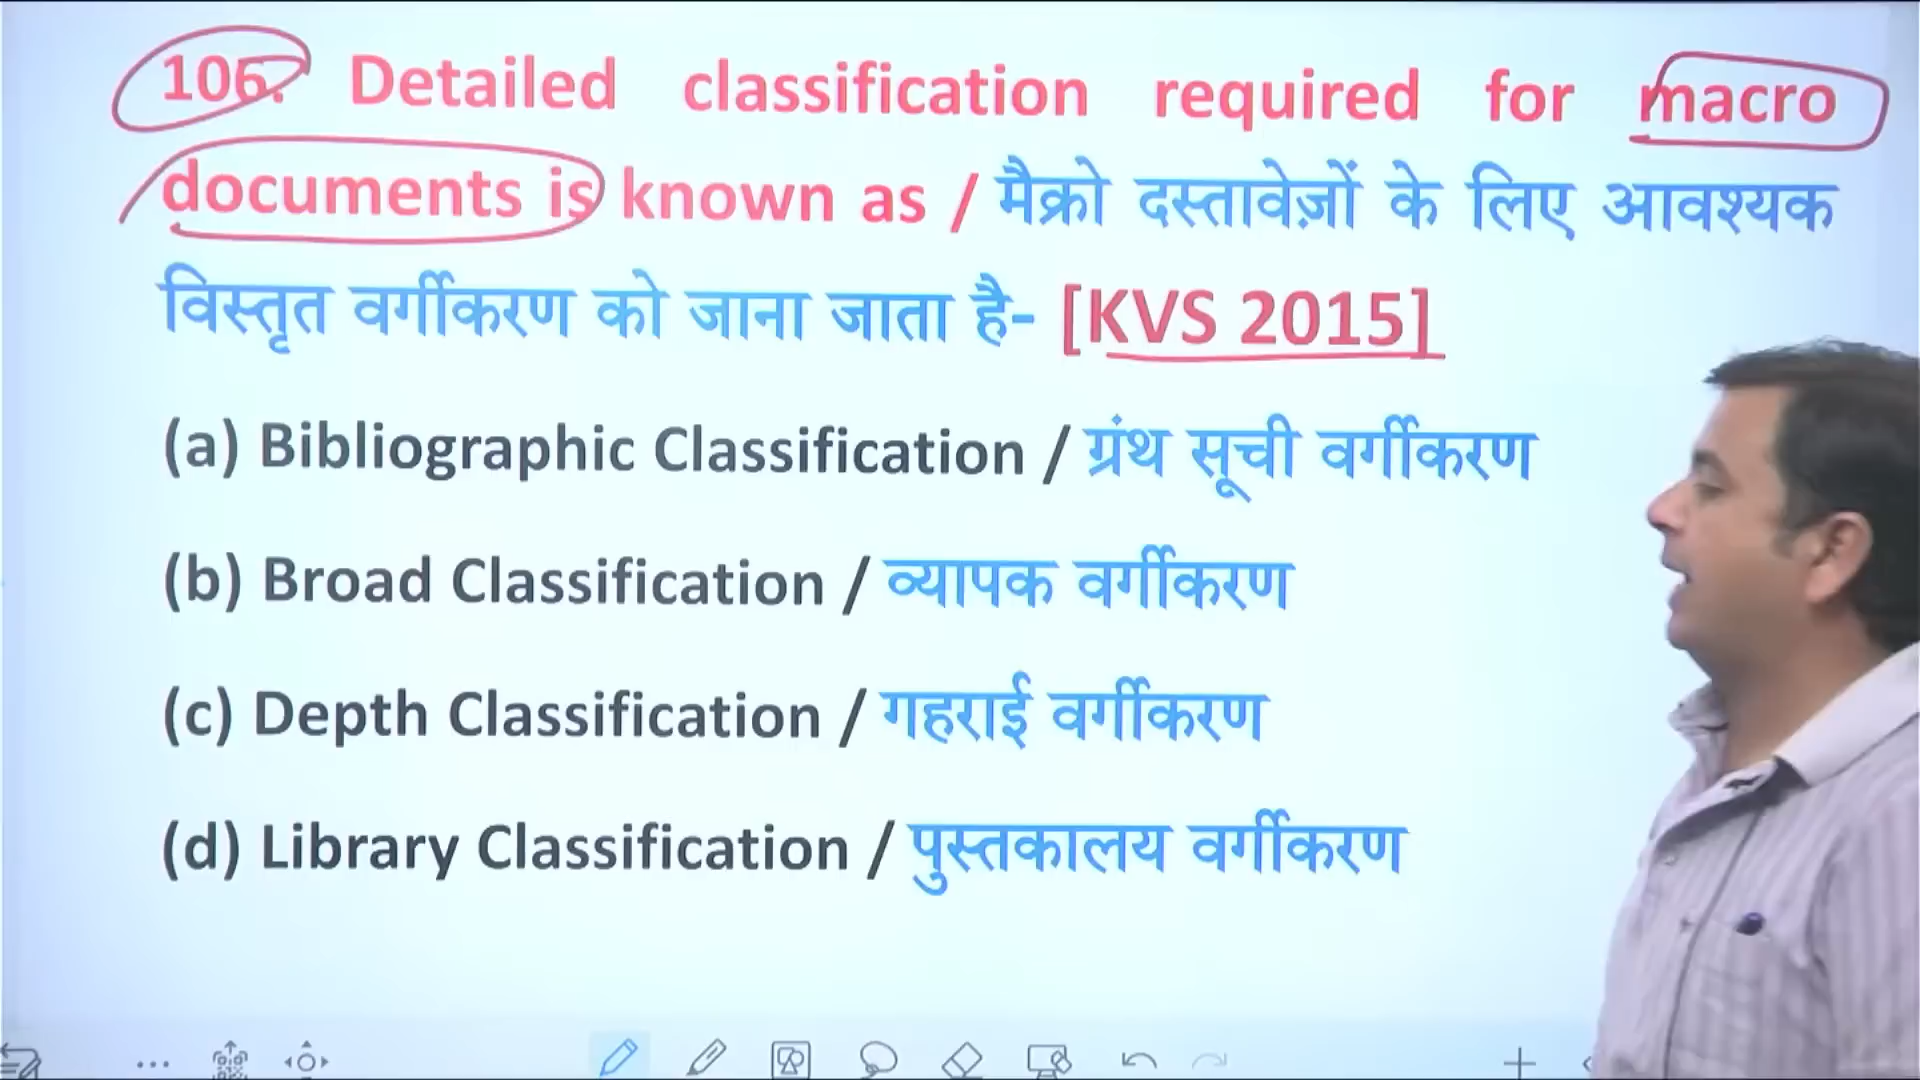 106. Detailed classification required for macro
documents is known as / मैक्रो दस्तावेज़ों के लिए आवश्यक
विस्तृत वर्गीकरण को जाना जाता है- [KVS 2015]
(a) Bibliographic Classification / ग्रंथ सूची वर्गीकरण
(b) Broad Classification / व्यापक वर्गीकरण
(c) Depth Classification / गहराई वर्गीकरण
(d) Library Classification / पुस्तकालय वर्गीकरण